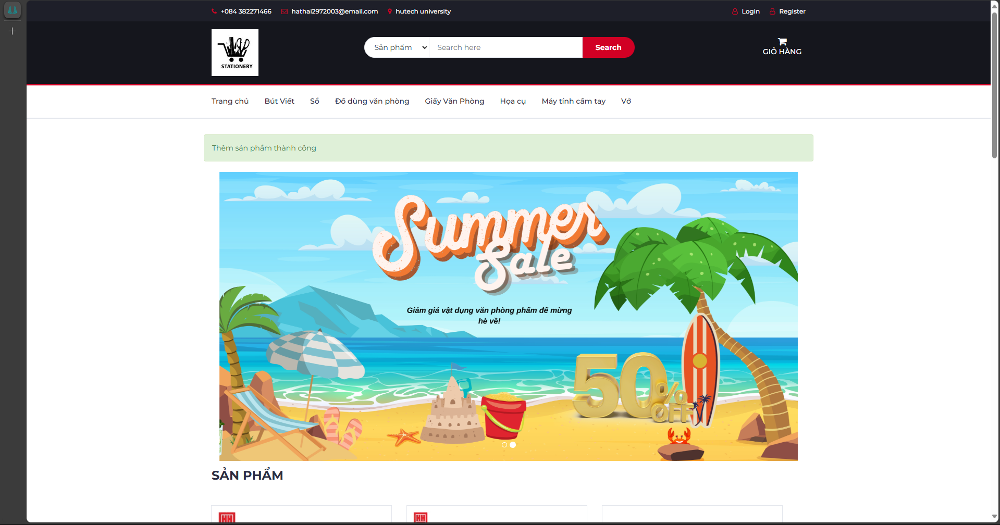 +084 382271466 hathai2972003@email.com hutech university Login Register
STATIONERY
Sản phẩm Search here Search
GIỎ HÀNG
Trang chủ Bút Viết Sổ Đồ dùng văn phòng Giấy Văn Phòng Họa cụ Máy tính cầm tay Vở
Thêm sản phẩm thành công
Summer
Sale
Giảm giá vật dụng văn phòng phẩm để mừng
hè về!
50%
OFF
SẢN PHẨM
HH HH